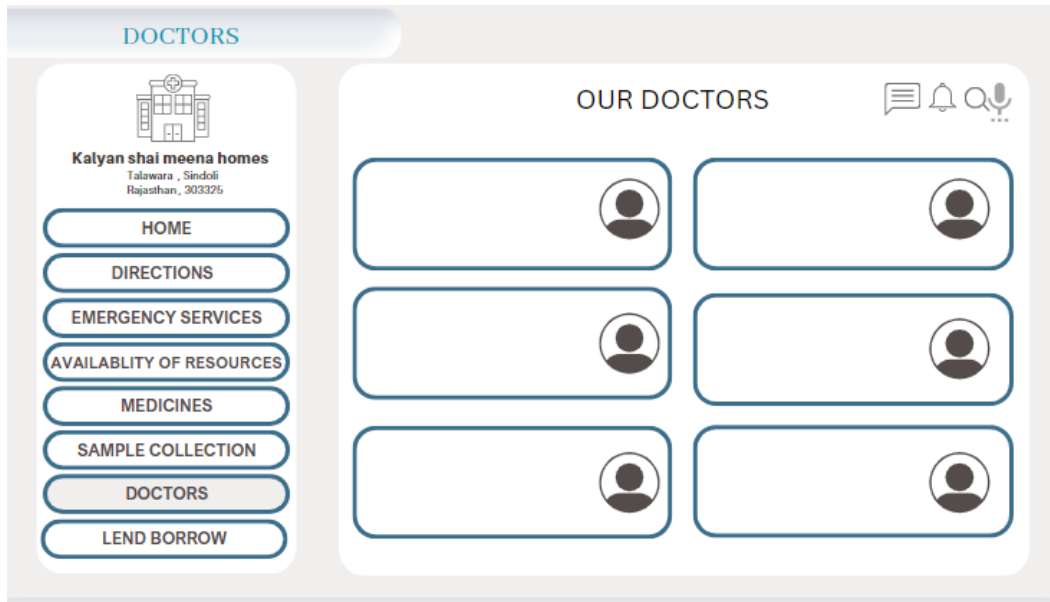 DOCTORS
Kalyan shai meena homes
Talawara , Sindoli
Rajasthan, 303325
HOME
DIRECTIONS
EMERGENCY SERVICES
AVAILABLITY OF RESOURCES
MEDICINES
SAMPLE COLLECTION
DOCTORS
LEND BORROW
OUR DOCTORS